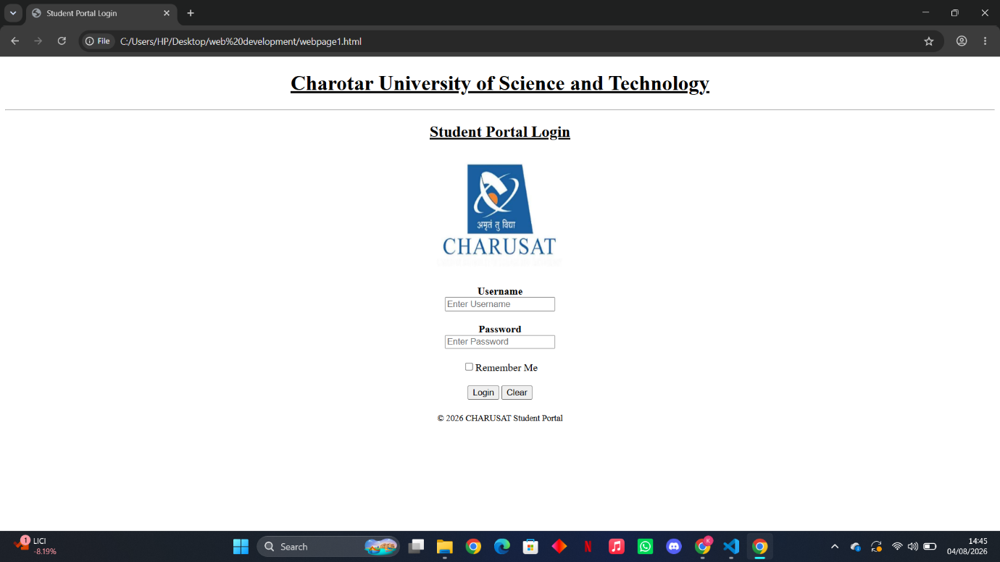 Student Portal Login
File
C:/Users/HP/Desktop/web%20development/webpage1.html
Charotar University of Science and Technology
Student Portal Login
अमृतं तु विद्या
CHARUSAT
Username
Enter Username
Password
Enter Password
Remember Me
Login Clear
© 2026 CHARUSAT Student Portal
1
LICI
-8.19%
Search
K
14:45
04/08/2026